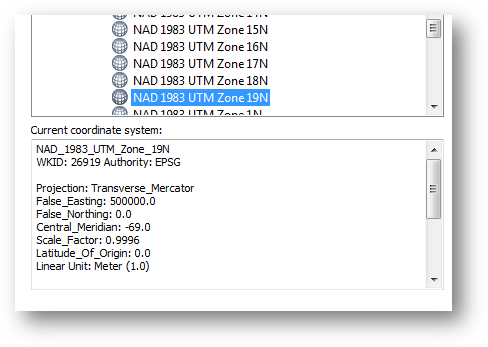 NAD 1983 UTM Zone 15N
NAD 1983 UTM Zone 16N
NAD 1983 UTM Zone 17N
NAD 1983 UTM Zone 18N
NAD 1983 UTM Zone 19N
Current coordinate system:
NAD_1983_UTM_Zone_19N
WKID: 26919 Authority: EPSG
Projection: Transverse_Mercator
False_Easting: 500000.0
False_Northing: 0.0
Central_Meridian: -69.0
Scale_Factor: 0.9996
Latitude_Of_Origin: 0.0
Linear Unit: Meter (1.0)